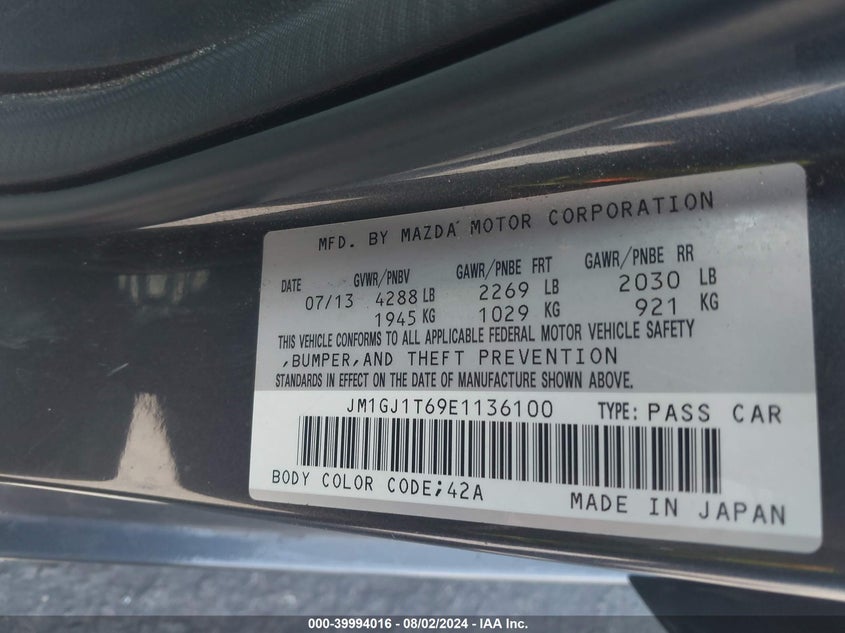 MFD. BY MAZDA MOTOR CORPORATION
DATE GVWR/PNBV GAWR/PNBE FRT GAWR/PNBE RR
07/13 4288 LB 2269 LB 2030 LB
1945 KG 1029 KG 921 KG
THIS VEHICLE CONFORMS TO ALL APPLICABLE FEDERAL MOTOR VEHICLE SAFETY
,BUMPER,AND THEFT PREVENTION
STANDARDS IN EFFECT ON THE DATE OF MANUFACTURE SHOWN ABOVE.
JM1GJ1T69E1136100 TYPE: PASS CAR
BODY COLOR CODE;42A
MADE IN JAPAN
000-39994016 - 08/02/2024 - IAA Inc.